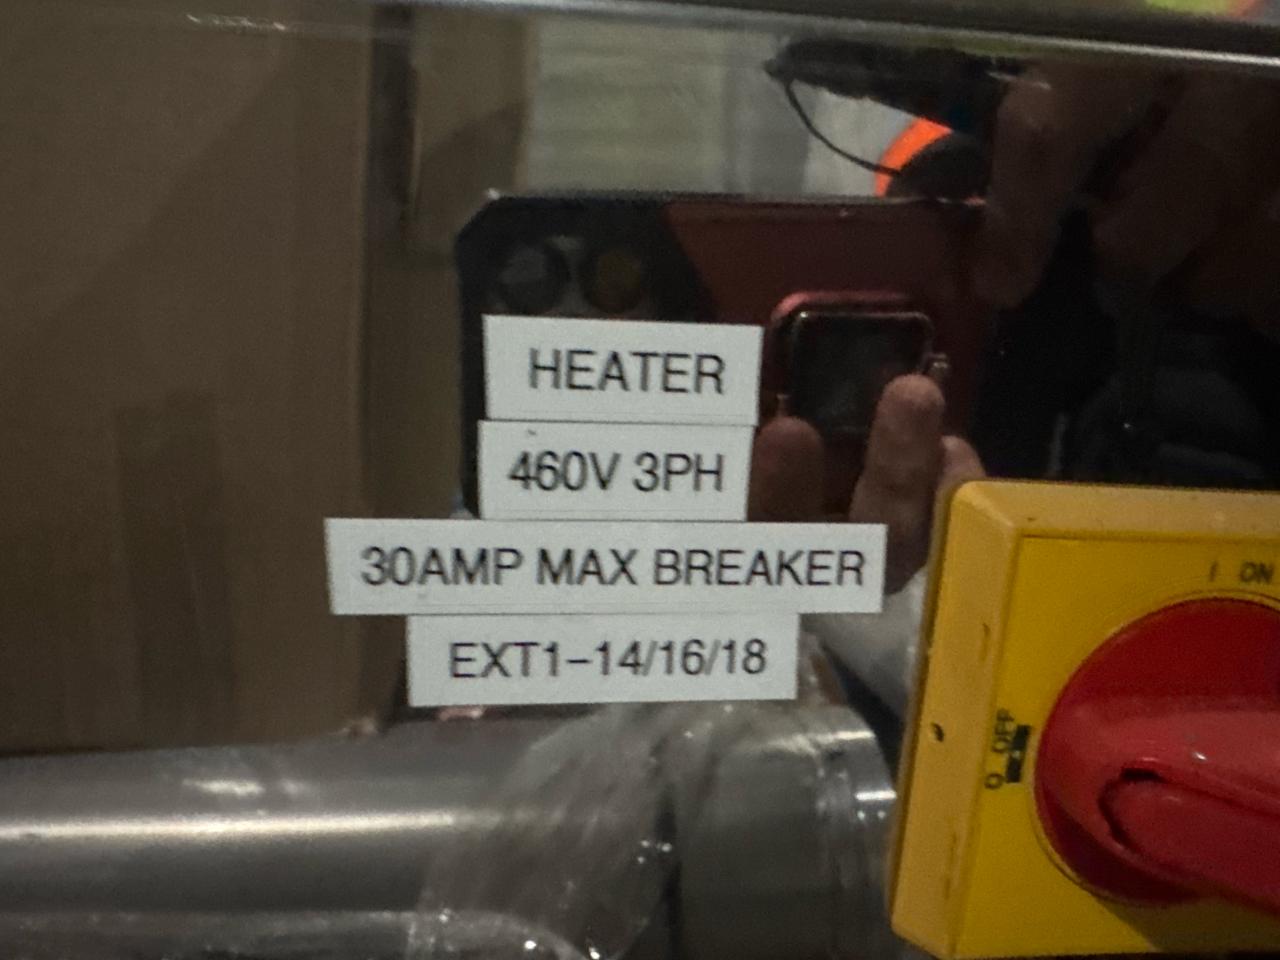 HEATER
460V 3PH
30AMP MAX BREAKER
EXT1-14/16/18
I ON
O OFF